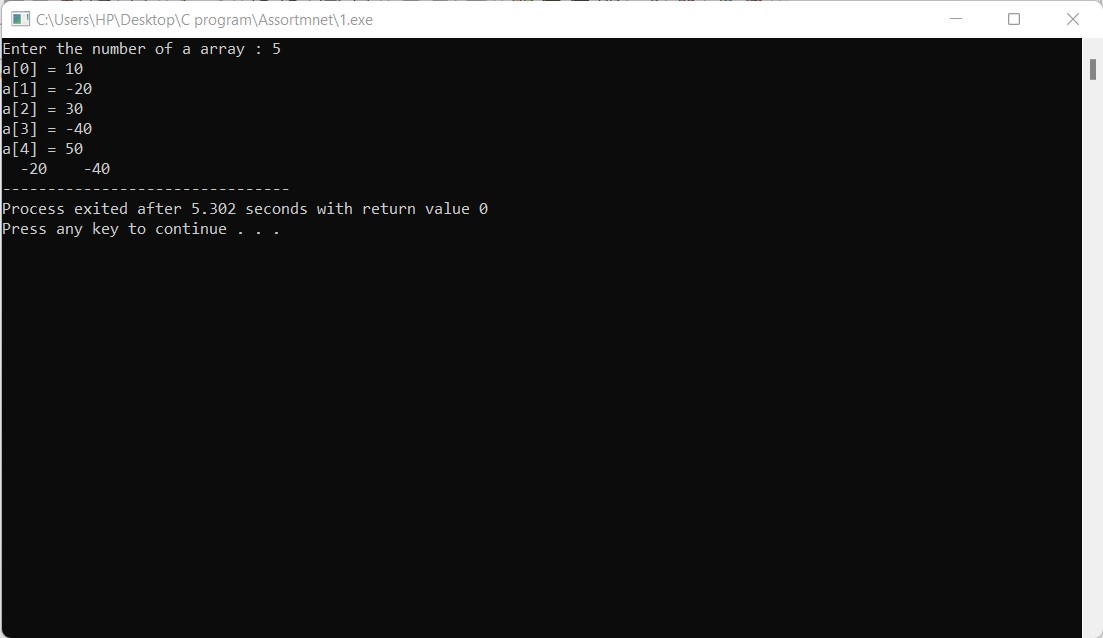 C:\Users\HP\Desktop\C program\Assortmnet\1.exe
Enter the number of a array : 5
a[0] = 10
a[1] = -20
a[2] = 30
a[3] = -40
a[4] = 50
  -20    -40
--------------------------------
Process exited after 5.302 seconds with return value 0
Press any key to continue . . .